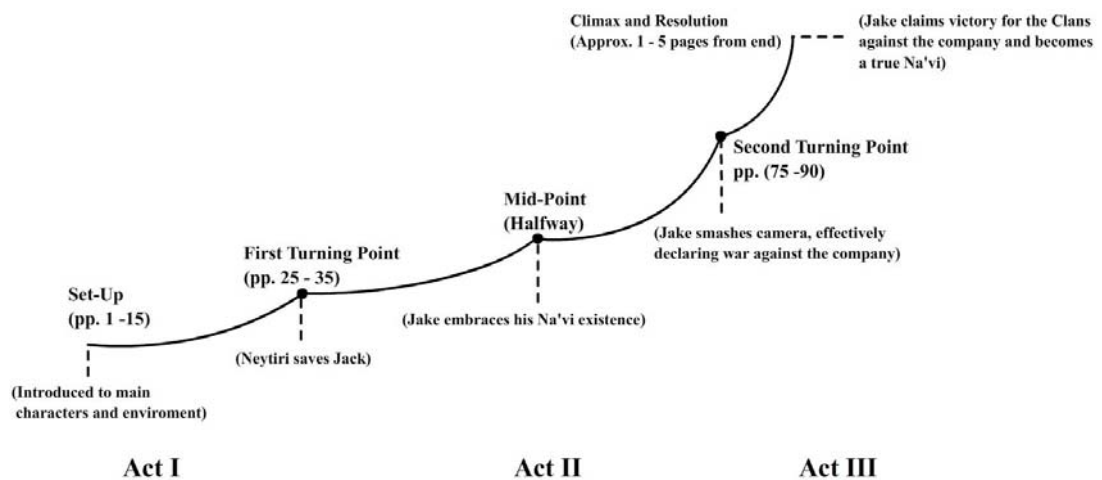 Climax and Resolution
(Approx. 1 - 5 pages from end)
(Jake claims victory for the Clans
against the company and becomes
a true Na'vi)
Second Turning Point
pp. (75 -90)
(Jake smashes camera, effectively
declaring war against the company)
Mid-Point
(Halfway)
(Jake embraces his Na'vi existence)
First Turning Point
(pp. 25 - 35)
(Neytiri saves Jack)
Set-Up
(pp. 1 -15)
(Introduced to main
characters and enviroment)
Act I
Act II
Act III